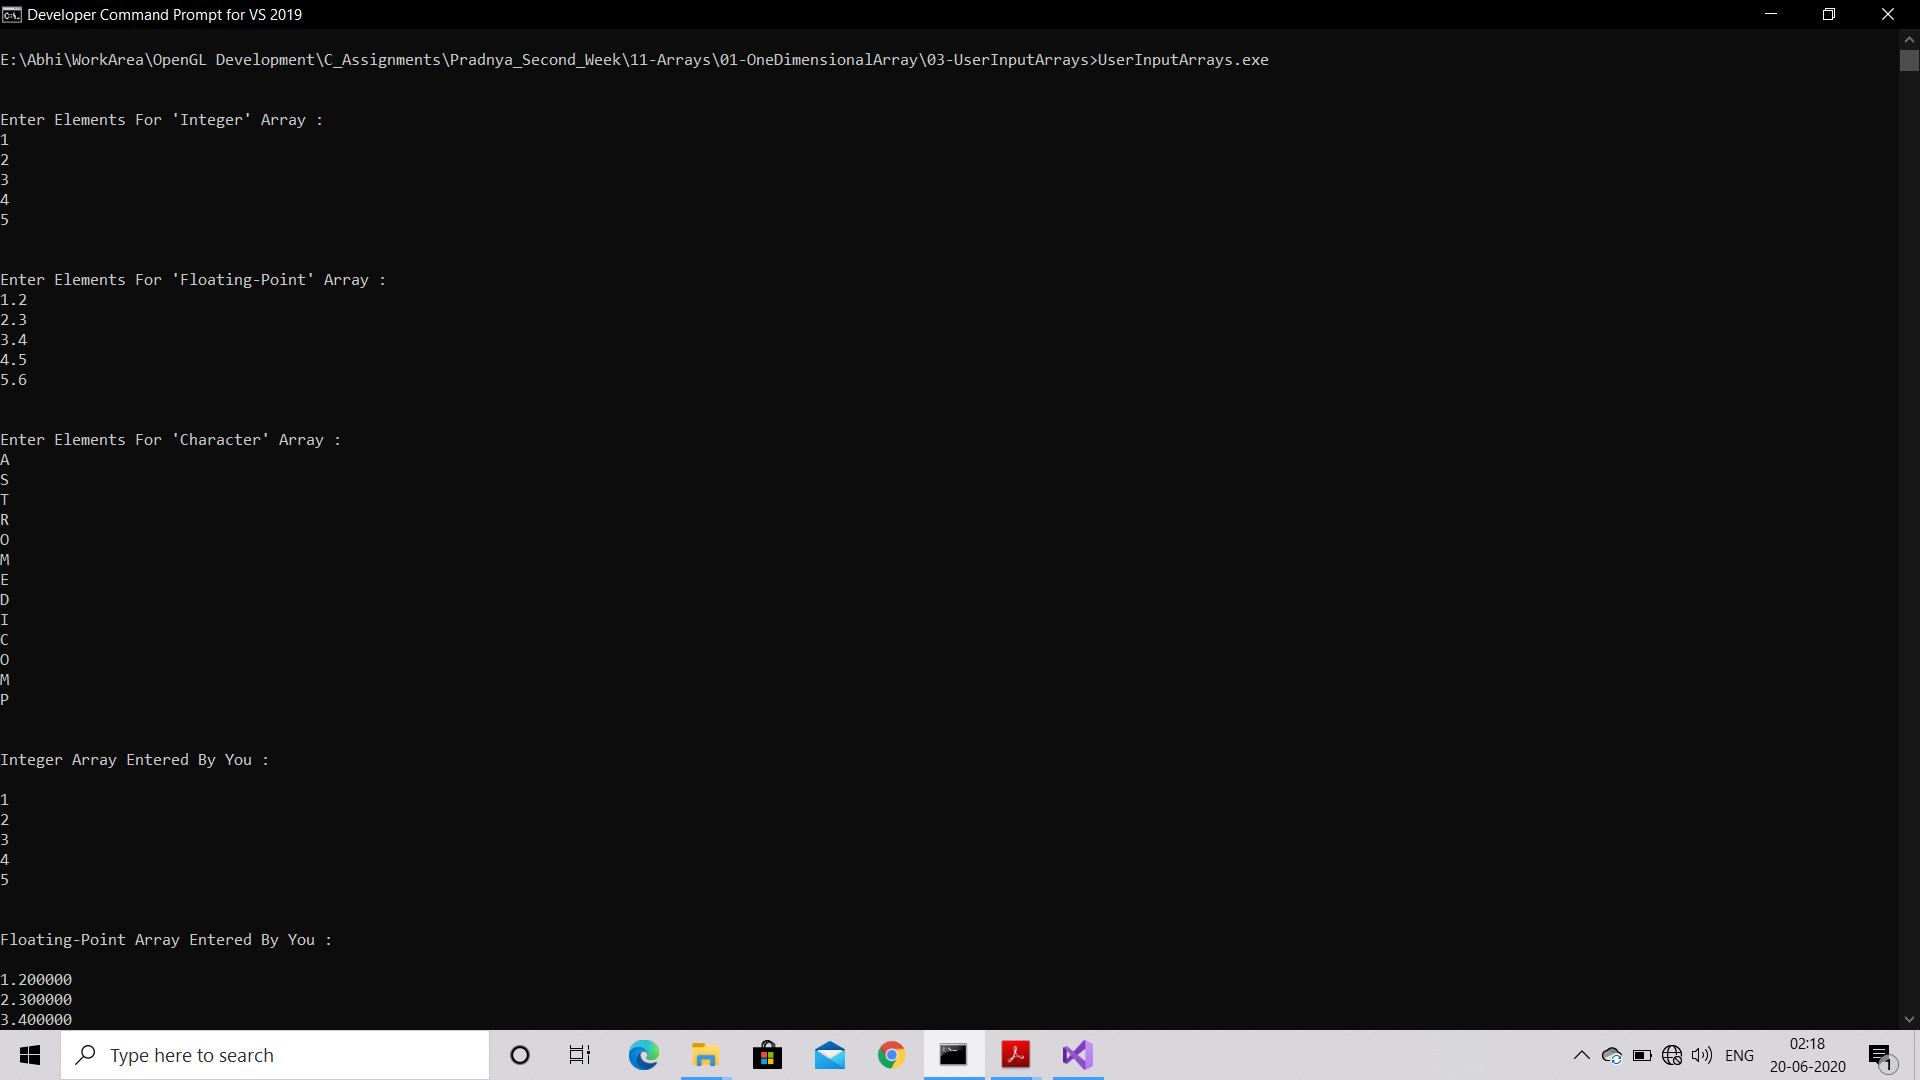 Developer Command Prompt for VS 2019
E:\Abhi\WorkArea\OpenGL Development\C_Assignments\Pradnya_Second_Week\11-Arrays\01-OneDimensionalArray\03-UserInputArrays>UserInputArrays.exe
Enter Elements For 'Integer' Array :
1
2
3
4
5
Enter Elements For 'Floating-Point' Array :
1.2
2.3
3.4
4.5
5.6
Enter Elements For 'Character' Array :
A
S
T
R
O
M
E
D
I
C
O
M
P
Integer Array Entered By You :
1
2
3
4
5
Floating-Point Array Entered By You :
1.200000
2.300000
3.400000
Type here to search
ENG
02:18
20-06-2020
1